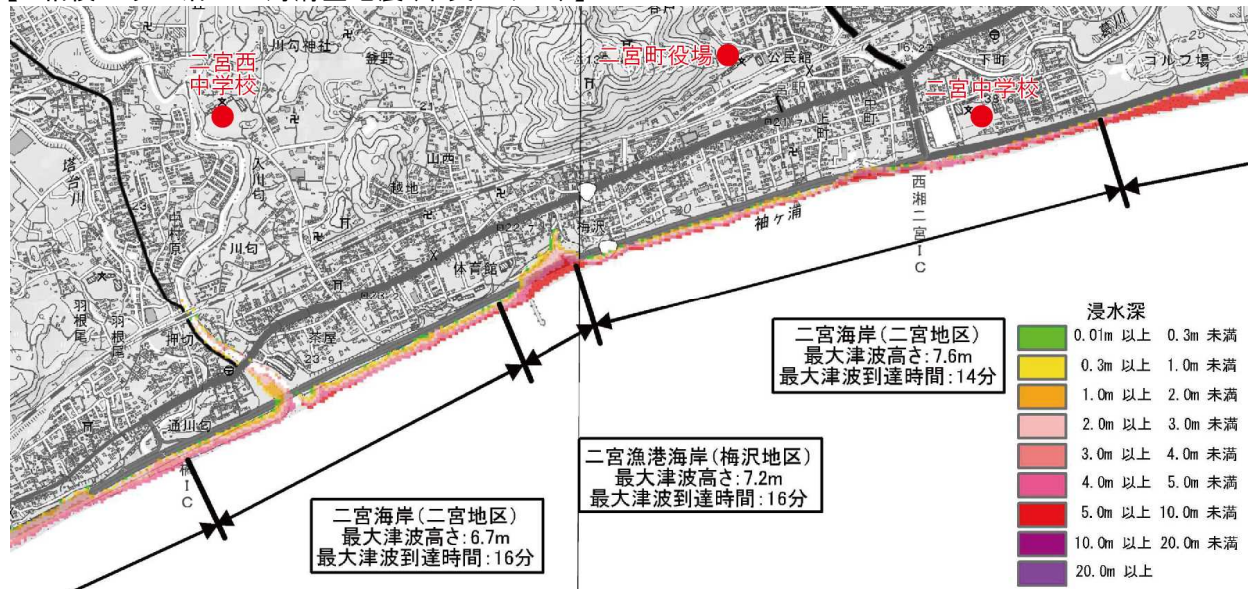 川勾神社
釜野
二宮西
中学校
二宮町役場
公民館
下町
ゴルフ場
二宮中学校
上町
中町
塔台川
中村原
入川匂
川匂
山西
越地
梅沢
袖ヶ浦
西湘二宮IC
体育館
羽根尾
羽根尾
押切
茶屋
23.9
通川匂
橘IC
二宮海岸(二宮地区)
最大津波高さ:7.6m
最大津波到達時間:14分
二宮漁港海岸(梅沢地区)
最大津波高さ:7.2m
最大津波到達時間:16分
二宮海岸(二宮地区)
最大津波高さ:6.7m
最大津波到達時間:16分
浸水深
0.01m 以上 0.3m 未満
0.3m 以上 1.0m 未満
1.0m 以上 2.0m 未満
2.0m 以上 3.0m 未満
3.0m 以上 4.0m 未満
4.0m 以上 5.0m 未満
5.0m 以上 10.0m 未満
10.0m 以上 20.0m 未満
20.0m 以上